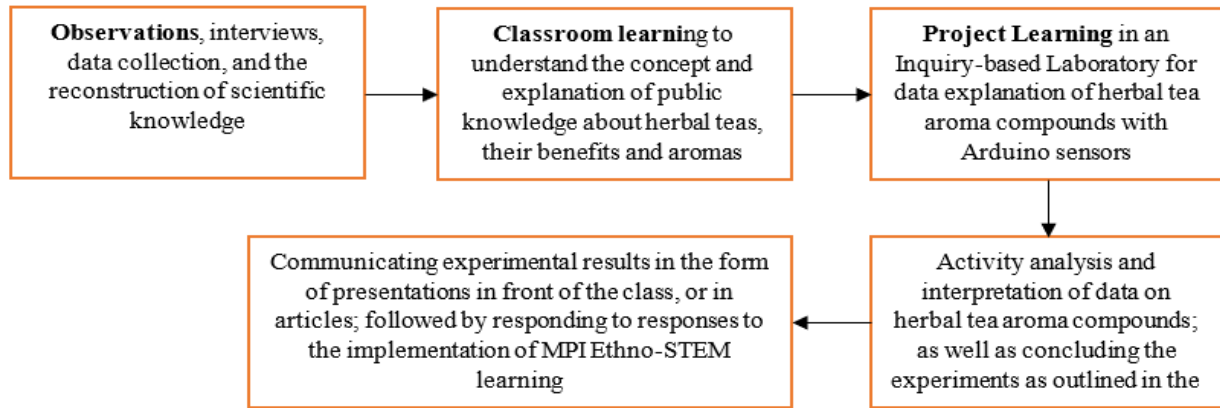 Observations, interviews,
data collection, and the
reconstruction of scientific
knowledge
Classroom learning to
understand the concept and
explanation of public
knowledge about herbal teas,
their benefits and aromas
Project Learning in an
Inquiry-based Laboratory for
data explanation of herbal tea
aroma compounds with
Arduino sensors
Activity analysis and
interpretation of data on
herbal tea aroma compounds;
as well as concluding the
experiments as outlined in the
Communicating experimental results in the form
of presentations in front of the class, or in
articles; followed by responding to responses to
the implementation of MPI Ethno-STEM
learning